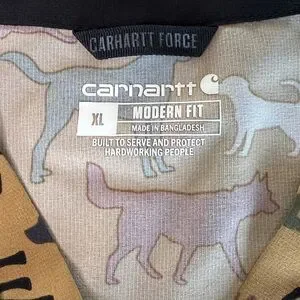 CARHARTT FORCE
carhartt
XL MODERN FIT
MADE IN BANGLADESH
BUILT TO SERVE AND PROTECT
HARDWORKING PEOPLE